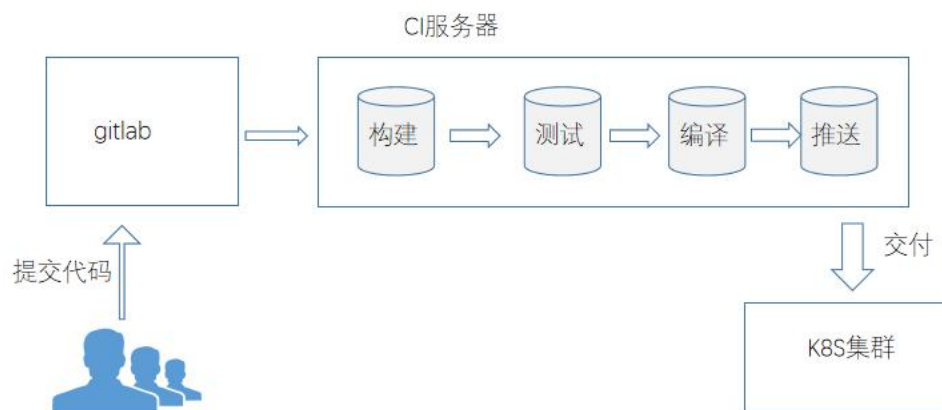 CI服务器
gitlab
构建
测试
编译
推送
提交代码
交付
K8S集群